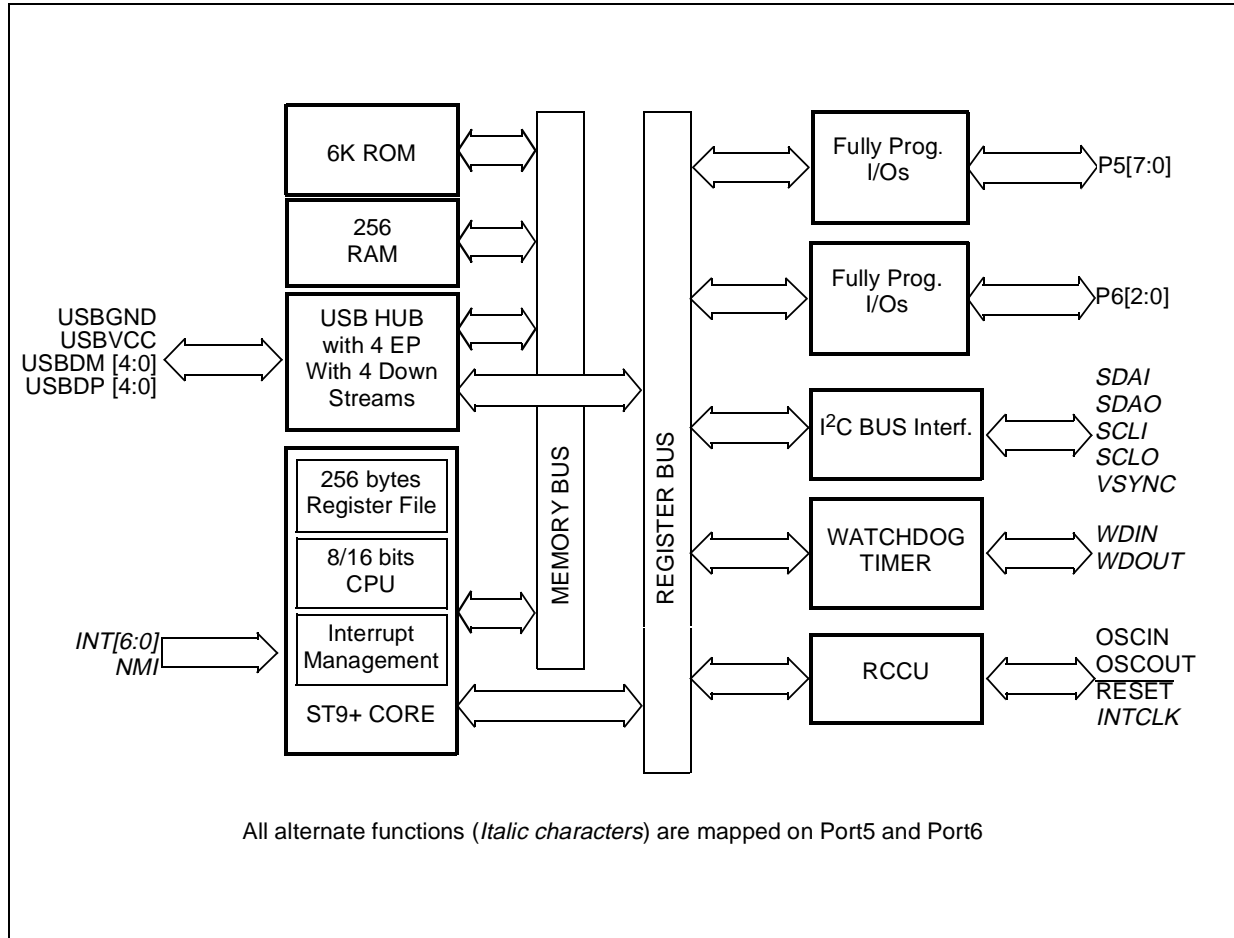 6K ROM
256
RAM
USB HUB
with 4 EP
With 4 Down
Streams
USBGND
USBVCC
USBDM [4:0]
USBDP [4:0]
256 bytes
Register File
8/16 bits
CPU
Interrupt
Management
ST9+ CORE
INT[6:0]
NMI
MEMORY BUS
REGISTER BUS
Fully Prog.
I/Os
P5[7:0]
Fully Prog.
I/Os
P6[2:0]
I²C BUS Interf.
SDAI
SDAO
SCLI
SCLO
VSYNC
WATCHDOG
TIMER
WDIN
WDOUT
RCCU
OSCIN
OSCOUT
RESET
INTCLK
All alternate functions (Italic characters) are mapped on Port5 and Port6